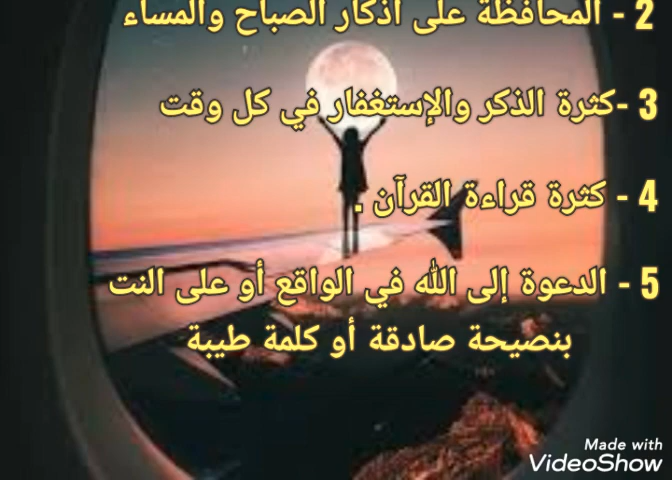 2 - المحافظة على أذكار الصباح والمساء
3 -كثرة الذكر والإستغفار في كل وقت
4 - كثرة قراءة القرآن .
5 - الدعوة إلى الله في الواقع أو على النت
بنصيحة صادقة أو كلمة طيبة
Made with
VideoShow